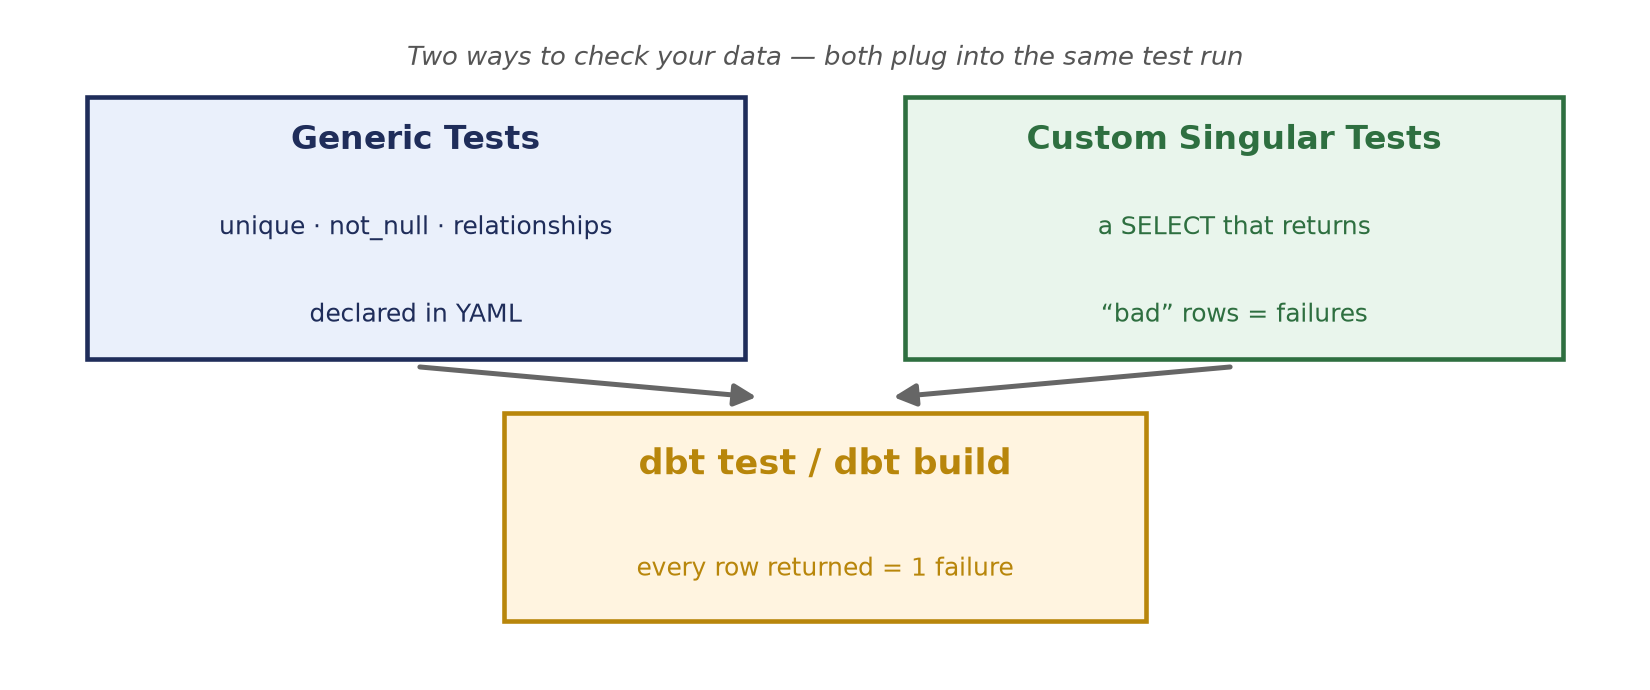 Two ways to check your data — both plug into the same test run
Generic Tests
unique · not_null · relationships
declared in YAML
Custom Singular Tests
a SELECT that returns
“bad” rows = failures
dbt test / dbt build
every row returned = 1 failure